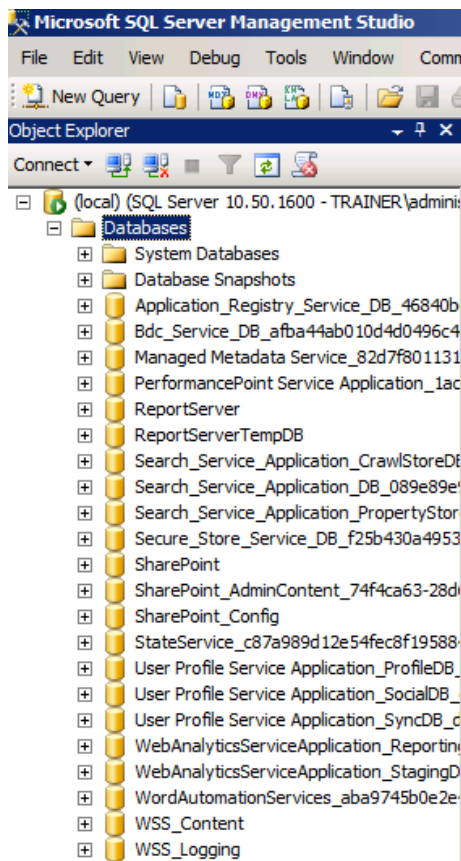 Microsoft SQL Server Management Studio
File Edit View Debug Tools Window Comm
New Query
Object Explorer
Connect
(local) (SQL Server 10.50.1600 - TRAINER\adminis
Databases
System Databases
Database Snapshots
Application_Registry_Service_DB_46840b
Bdc_Service_DB_afba44ab010d4d0496c4
Managed Metadata Service_82d7f801131
PerformancePoint Service Application_1ac
ReportServer
ReportServerTempDB
Search_Service_Application_CrawlStoreDB
Search_Service_Application_DB_089e89e9
Search_Service_Application_PropertyStor
Secure_Store_Service_DB_f25b430a4953
SharePoint
SharePoint_AdminContent_74f4ca63-28d
SharePoint_Config
StateService_c87a989d12e54fec8f19588
User Profile Service Application_ProfileDB_
User Profile Service Application_SocialDB_
User Profile Service Application_SyncDB_d
WebAnalyticsServiceApplication_Reporting
WebAnalyticsServiceApplication_StagingD
WordAutomationServices_aba9745b0e2e
WSS_Content
WSS_Logging